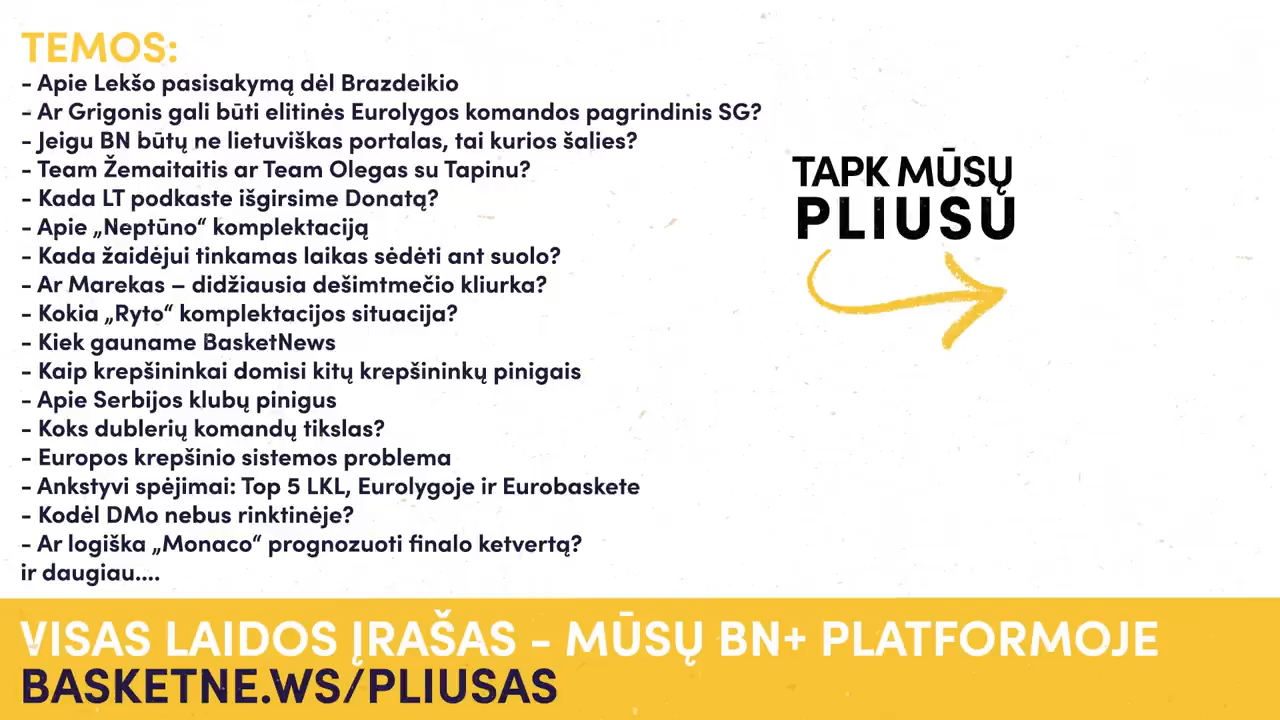 TEMOS:
- Apie Lekšo pasisakymą dėl Brazdeikio
- Ar Grigonis gali būti elitinės Eurolygos komandos pagrindinis SG?
- Jeigu BN būtų ne lietuviškas portalas, tai kurios šalies?
- Team Žemaitaitis ar Team Olegas su Tapinu?
- Kada LT podkaste išgirsime Donatą?
- Apie „Neptūno“ komplektaciją
- Kada žaidėjui tinkamas laikas sėdėti ant suolo?
- Ar Marekas – didžiausia dešimtmečio kliurka?
- Kokia „Ryto“ komplektacijos situacija?
- Kiek gauname BasketNews
- Kaip krepšininkai domisi kitų krepšininkų pinigais
- Apie Serbijos klubų pinigus
- Koks dublerių komandų tikslas?
- Europos krepšinio sistemos problema
- Ankstyvi spėjimai: Top 5 LKL, Eurolygoje ir Eurobaskete
- Kodėl DMo nebus rinktinėje?
- Ar logiška „Monaco“ prognozuoti finalo ketvertą?
ir daugiau....
TAPK MŪSŲ
PLIUSU
VISAS LAIDOS ĮRAŠAS - MŪSŲ BN+ PLATFORMOJE
BASKETNE.WS/PLIUSAS